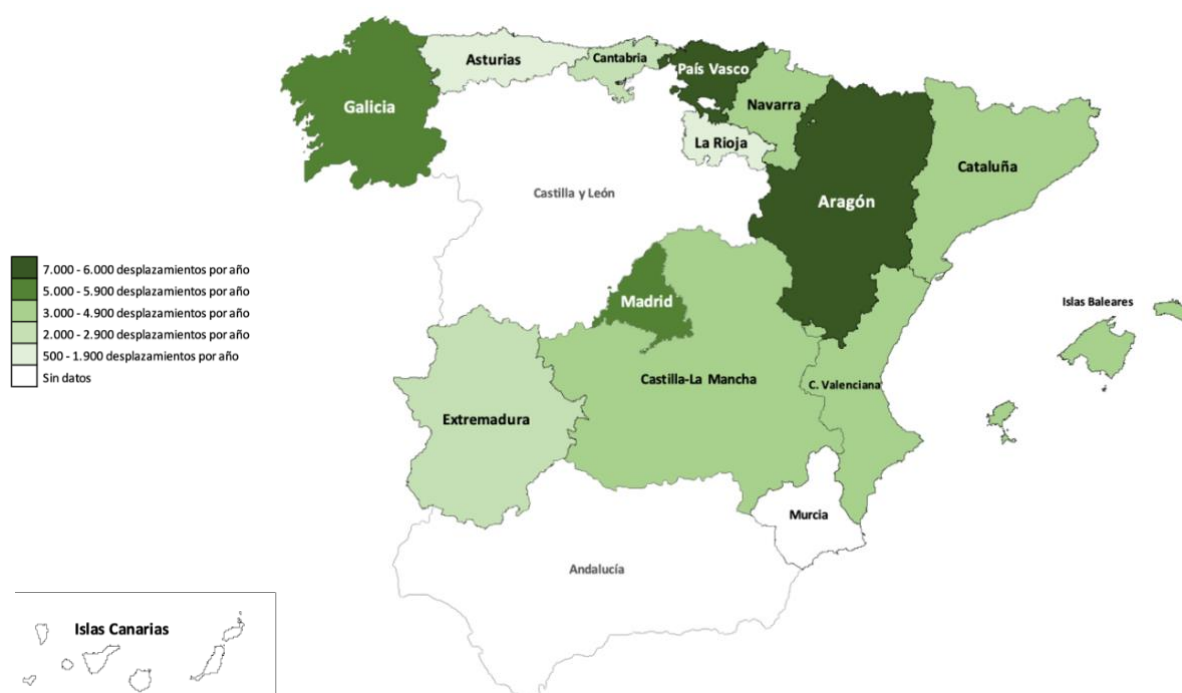 Asturias
Cantabria
País Vasco
Galicia
Navarra
La Rioja
Cataluña
Castilla y León
Aragón
7.000 - 6.000 desplazamientos por año
5.000 - 5.900 desplazamientos por año
3.000 - 4.900 desplazamientos por año
2.000 - 2.900 desplazamientos por año
500 - 1.900 desplazamientos por año
Sin datos
Madrid
Islas Baleares
Castilla-La Mancha
C. Valenciana
Extremadura
Murcia
Andalucía
Islas Canarias